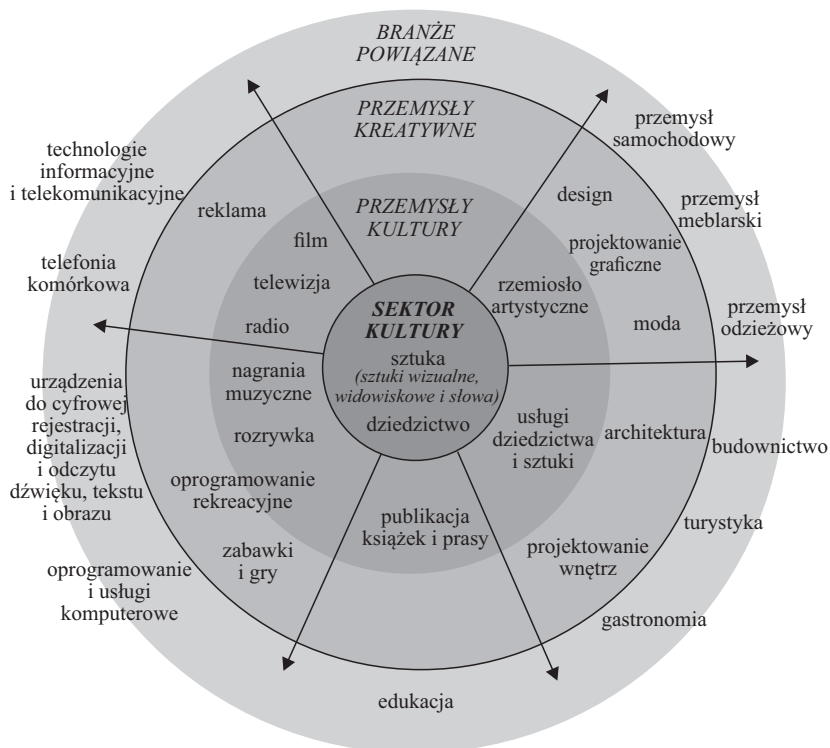 BRANŻE
POWIĄZANE
PRZEMYSŁY
KREATYWNE
PRZEMYSŁY
KULTURY
SEKTOR
KULTURY
sztuka
(sztuki wizualne,
widowiskowe i słowa)
dziedzictwo
technologie
informacyjne
i telekomunikacyjne
telefonia
komórkowa
urządzenia
do cyfrowej
rejestracji,
digitalizacji
i odczytu
dźwięku, tekstu
i obrazu
oprogramowanie
i usługi
komputerowe
reklama
film
telewizja
radio
nagrania
muzyczne
rozrywka
oprogramowanie
rekreacyjne
zabawki
i gry
publikacja
książek i prasy
edukacja
przemysł
samochodowy
przemysł
meblarski
przemysł
odzieżowy
design
projektowanie
graficzne
rzemiosło
artystyczne
moda
usługi
dziedzictwa
i sztuki
architektura
projektowanie
wnętrz
budownictwo
turystyka
gastronomia